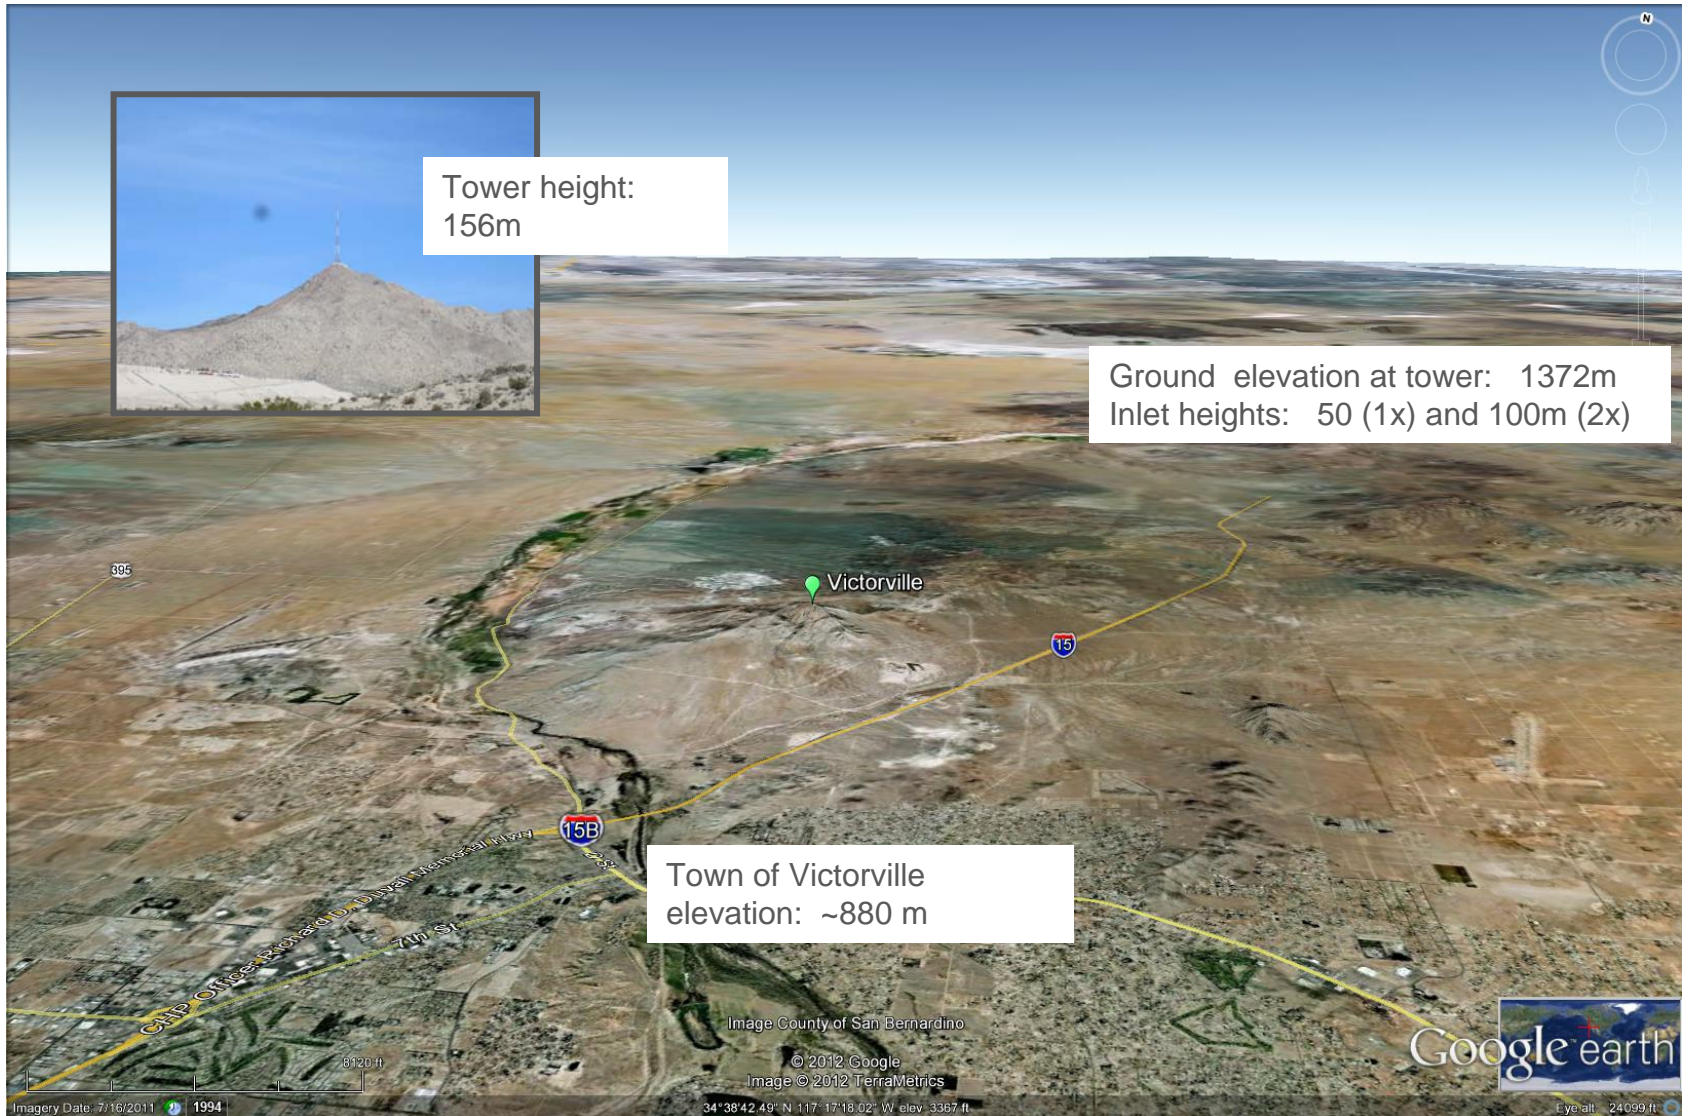 N
Tower height:
156m
Ground elevation at tower: 1372m
Inlet heights: 50 (1x) and 100m (2x)
395
Victorville
15
15B
D St
CHP Officer Richard D. Duvall Memorial Hwy
7th St
Town of Victorville
elevation: ~880 m
Image County of San Bernardino
© 2012 Google
Image © 2012 TerraMetrics
8120 ft
Google earth
Imagery Date: 7/16/2011 1994
34°38'42.49" N 117°17'18.02" W elev 3367 ft
Eye alt 24099 ft